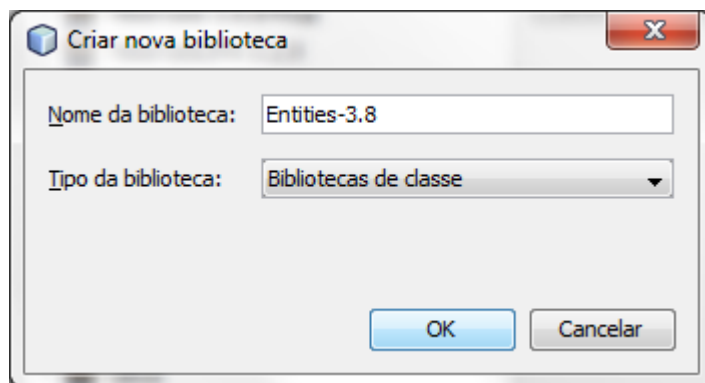 Criar nova biblioteca
Nome da biblioteca: Entities-3.8
Tipo da biblioteca: Bibliotecas de classe
OK Cancelar